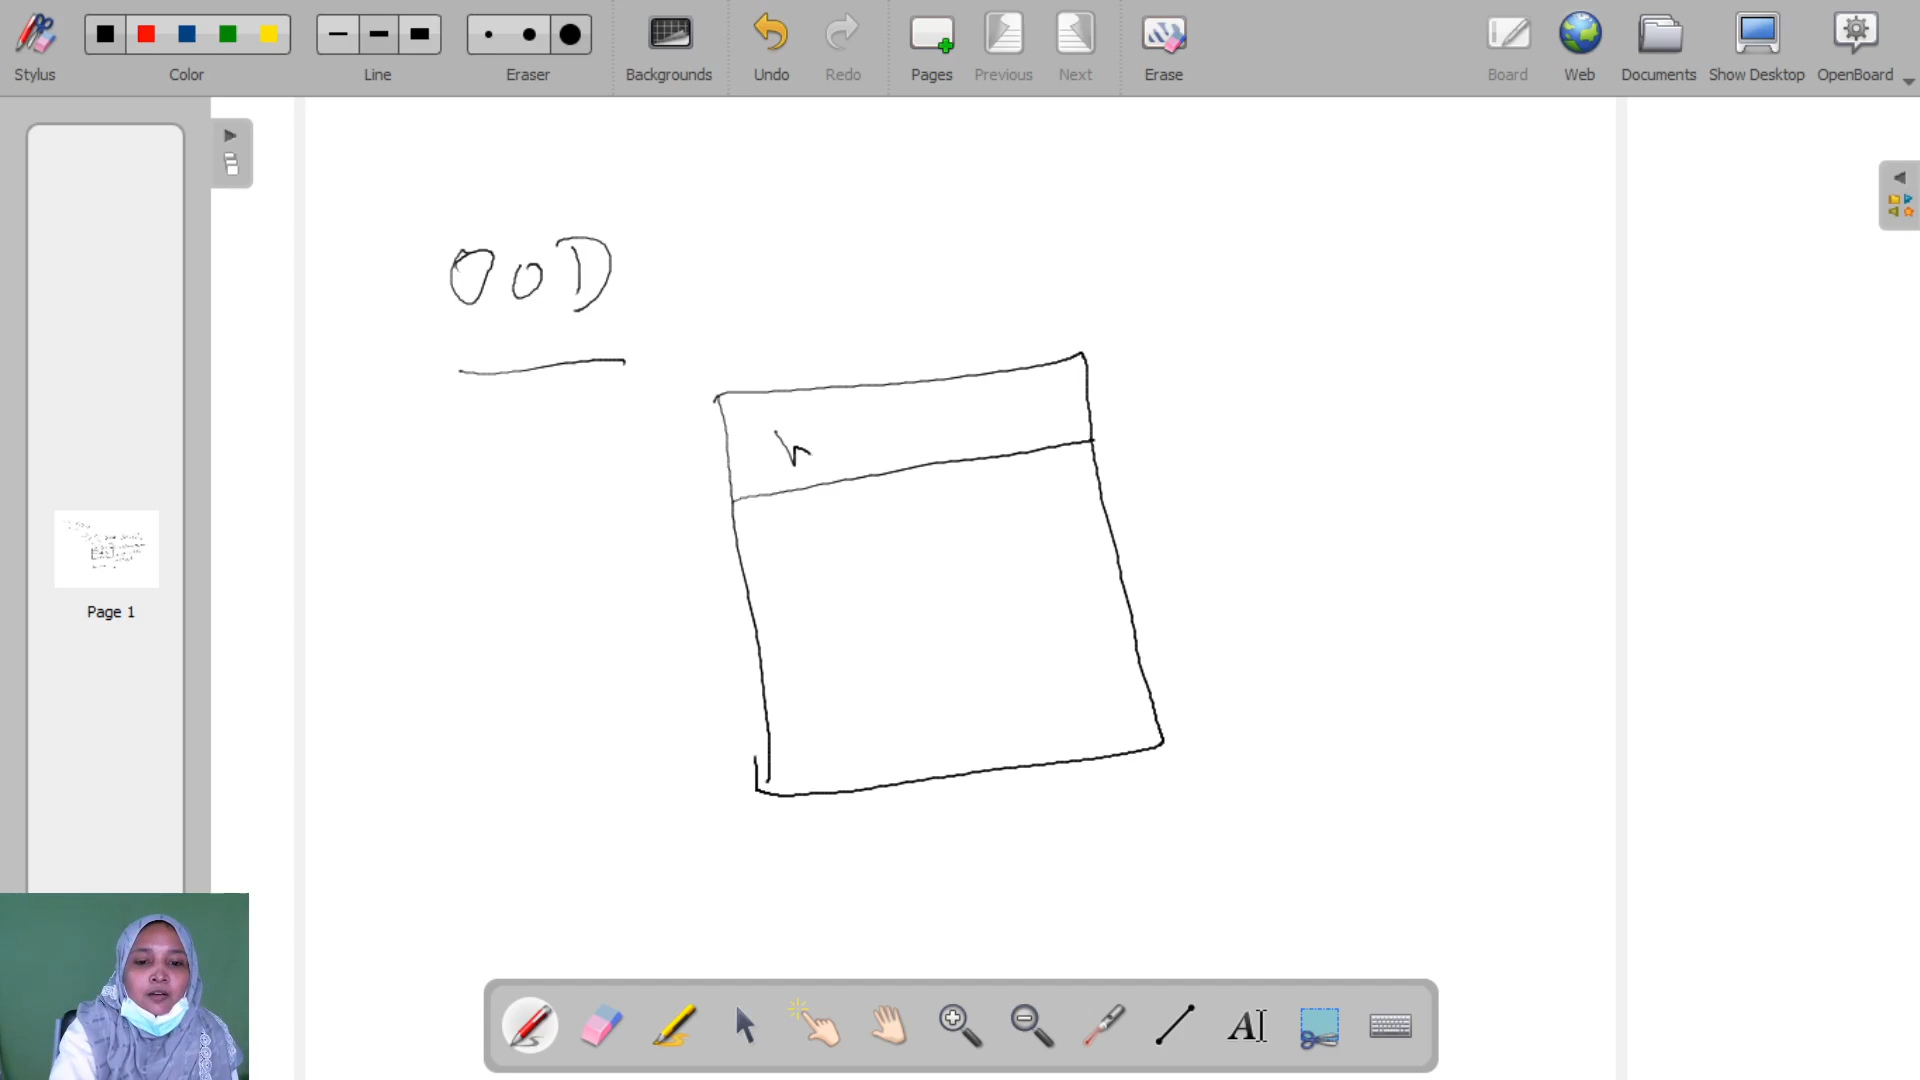 Stylus
Color
Line
Eraser
Backgrounds
Undo
Redo
Pages
Previous
Next
Erase
Board
Web
Documents
Show Desktop
OpenBoard
OOD
Page 1
AI